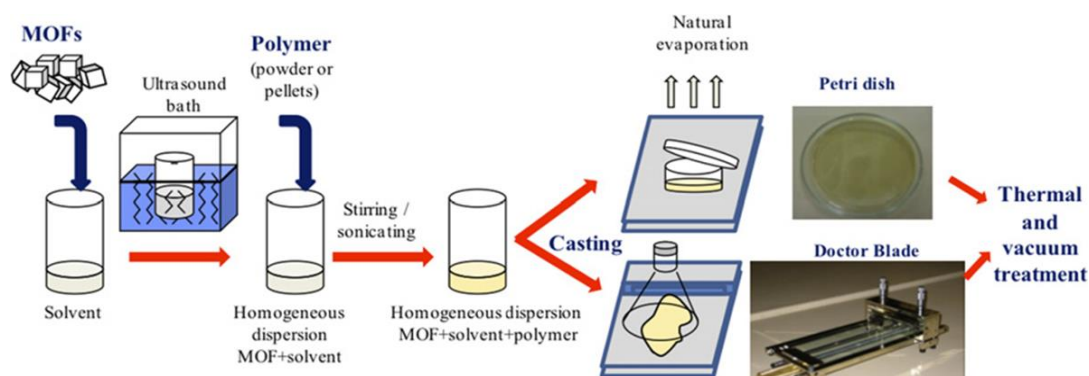 MOFs
Ultrasound
bath
Solvent
Polymer
(powder or
pellets)
Homogeneous
dispersion
MOF+solvent
Stirring /
sonicating
Homogeneous dispersion
MOF+solvent+polymer
Casting
Natural
evaporation
Petri dish
Doctor Blade
Thermal
and
vacuum
treatment